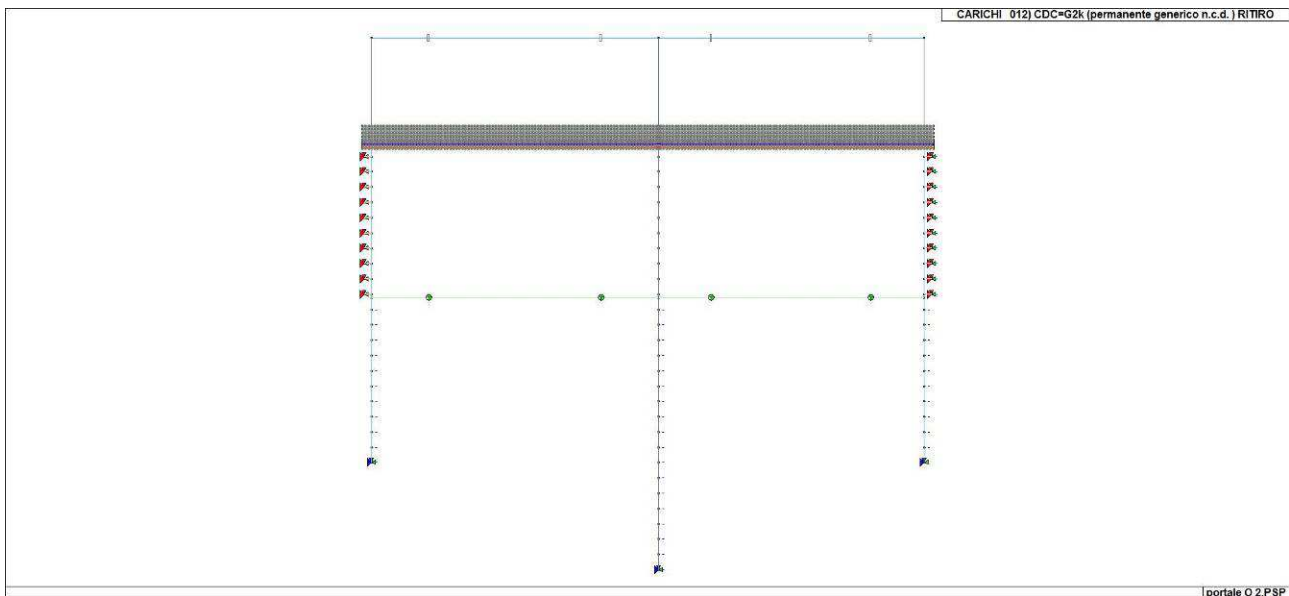 CARICHI 012) CDC=G2k (permanente generico n.c.d. ) RITIRO
portale O 2.PSP